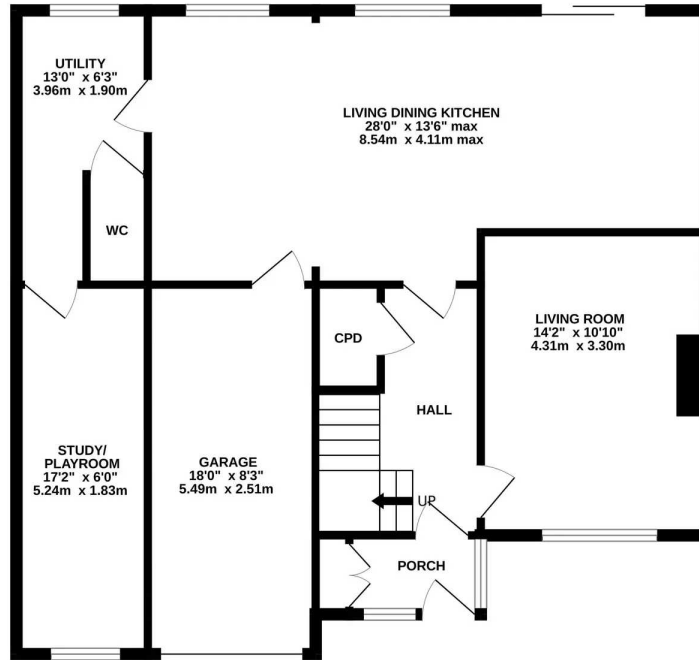 UTILITY
13'0" x 6'3"
3.96m x 1.90m
LIVING DINING KITCHEN
28'0" x 13'6" max
8.54m x 4.11m max
WC
CPD
LIVING ROOM
14'2" x 10'10"
4.31m x 3.30m
HALL
STUDY/
PLAYROOM
17'2" x 6'0"
5.24m x 1.83m
GARAGE
18'0" x 8'3"
5.49m x 2.51m
UP
PORCH